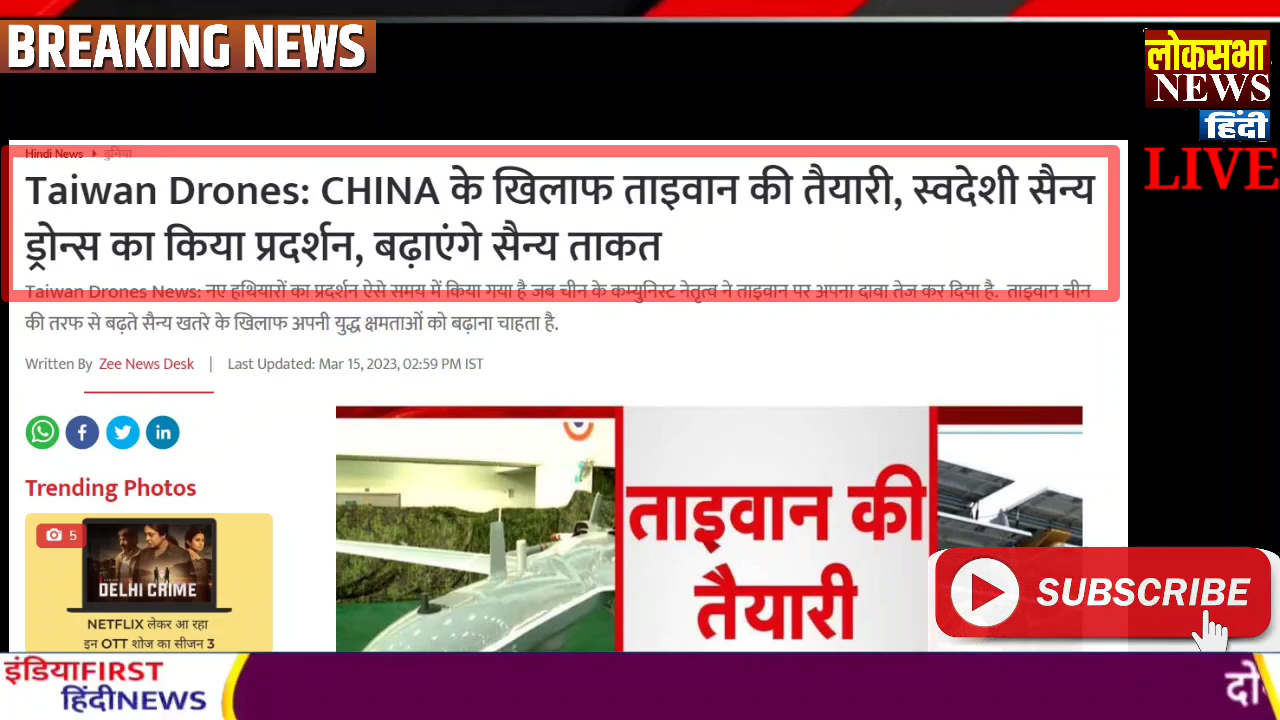 BREAKING NEWS
लोकसभा
NEWS
हिंदी
LIVE
Hindi News दुनिया
Taiwan Drones: CHINA के खिलाफ ताइवान की तैयारी, स्वदेशी सैन्य
ड्रोन्स का किया प्रदर्शन, बढ़ाएंगे सैन्य ताकत
Taiwan Drones News: नए हथियारों का प्रदर्शन ऐसे समय में किया गया है जब चीन के कम्युनिस्ट नेतृत्व ने ताइवान पर अपना दावा तेज कर दिया है. ताइवान चीन
की तरफ से बढ़ते सैन्य खतरे के खिलाफ अपनी युद्ध क्षमताओं को बढ़ाना चाहता है.
Written By Zee News Desk | Last Updated: Mar 15, 2023, 02:59 PM IST
Trending Photos
5
DELHI CRIME
NETFLIX लेकर आ रहा
इन OTT शोज का सीजन 3
ताइवान की
तैयारी
SUBSCRIBE
इंडियाFIRST
हिंदीNEWS
दो